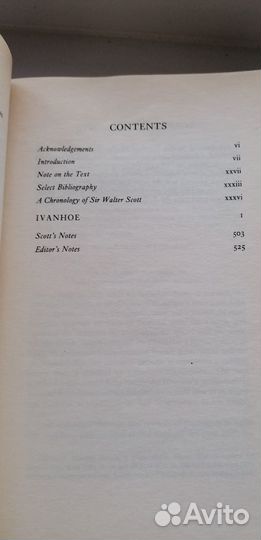 CONTENTS
Acknowledgements vi
Introduction vii
Note on the Text xxvii
Select Bibliography xxxiii
A Chronology of Sir Walter Scott xxxvi
IVANHOE 1
Scott's Notes 503
Editor's Notes 525
Avito